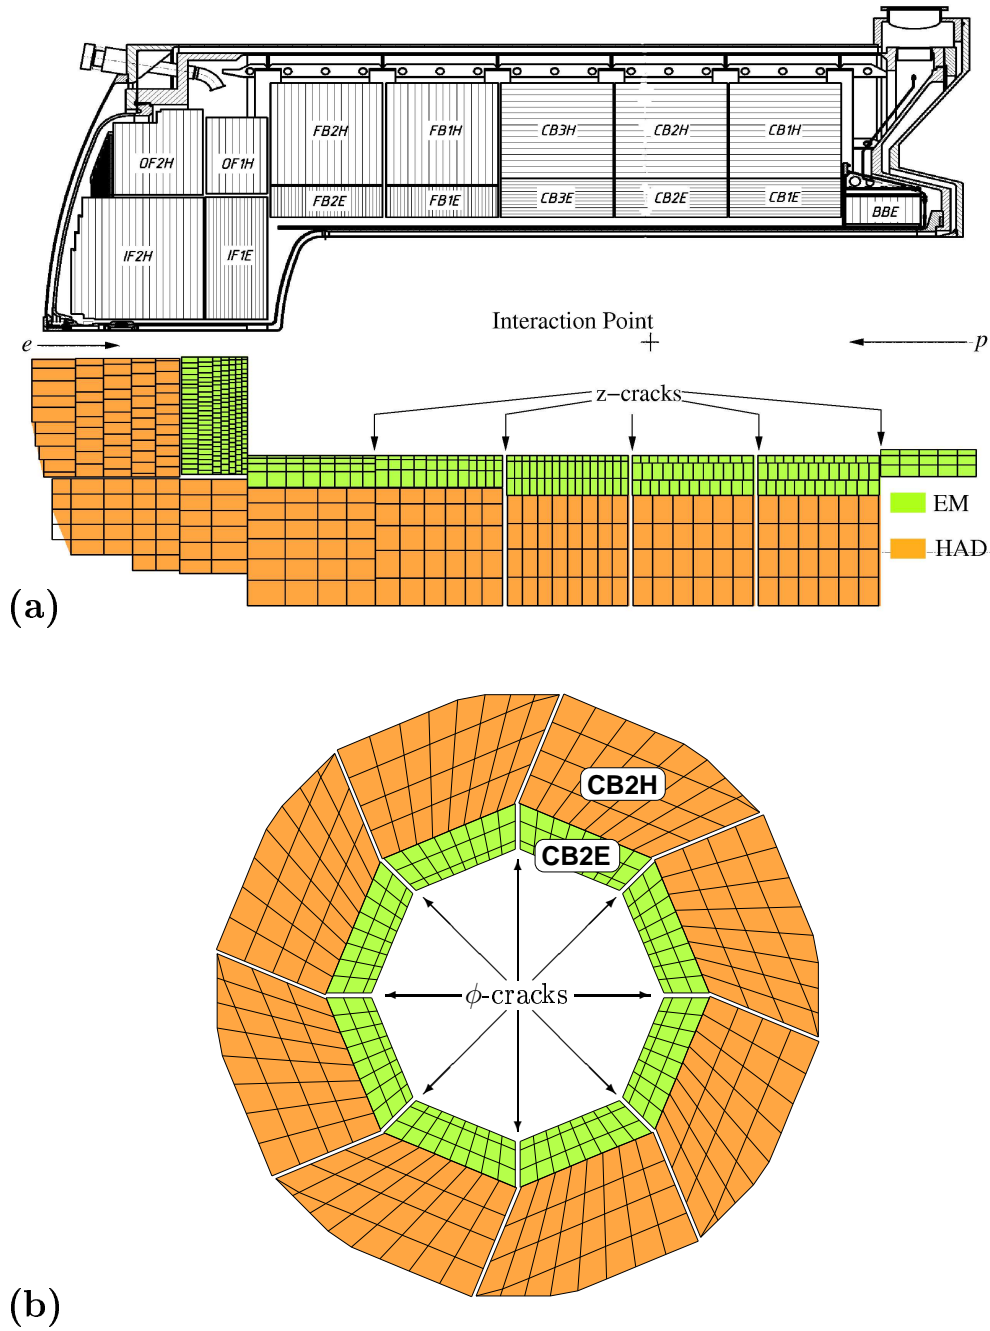 FB2H FB1H CB3H CB2H CB1H
OF2H OF1H
FB2E FB1E CB3E CB2E CB1E
BBE
IF2H IF1E
Interaction Point
e p
z−cracks
EM
HAD
(a)
CB2H
CB2E
ϕ-cracks
(b)